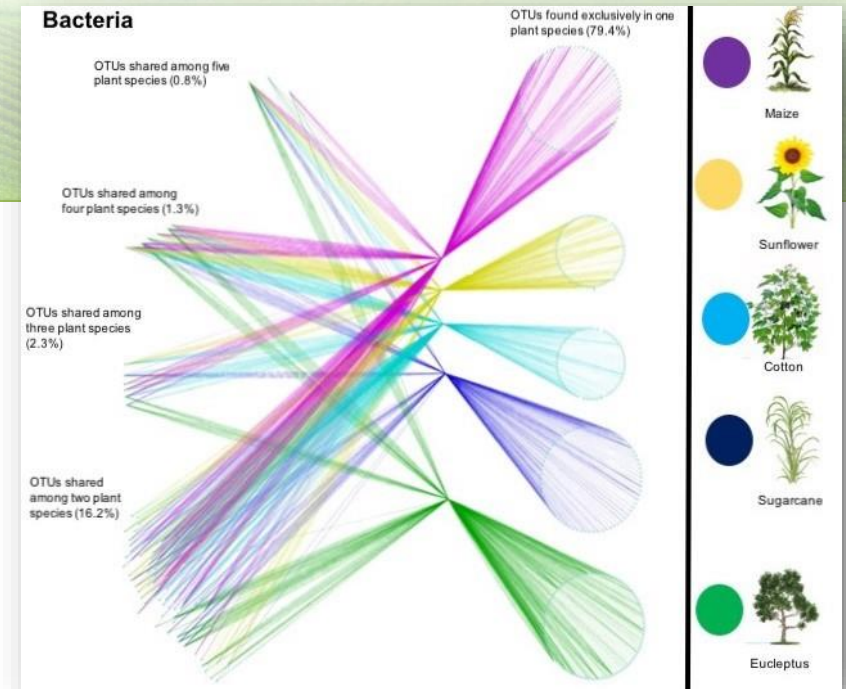 Bacteria
OTUs found exclusively in one
plant species (79.4%)
OTUs shared among five
plant species (0.8%)
OTUs shared among
four plant species (1.3%)
OTUs shared among
three plant species
(2.3%)
OTUs shared
among two plant
species (16.2%)
Maize
Sunflower
Cotton
Sugarcane
Eucleptus